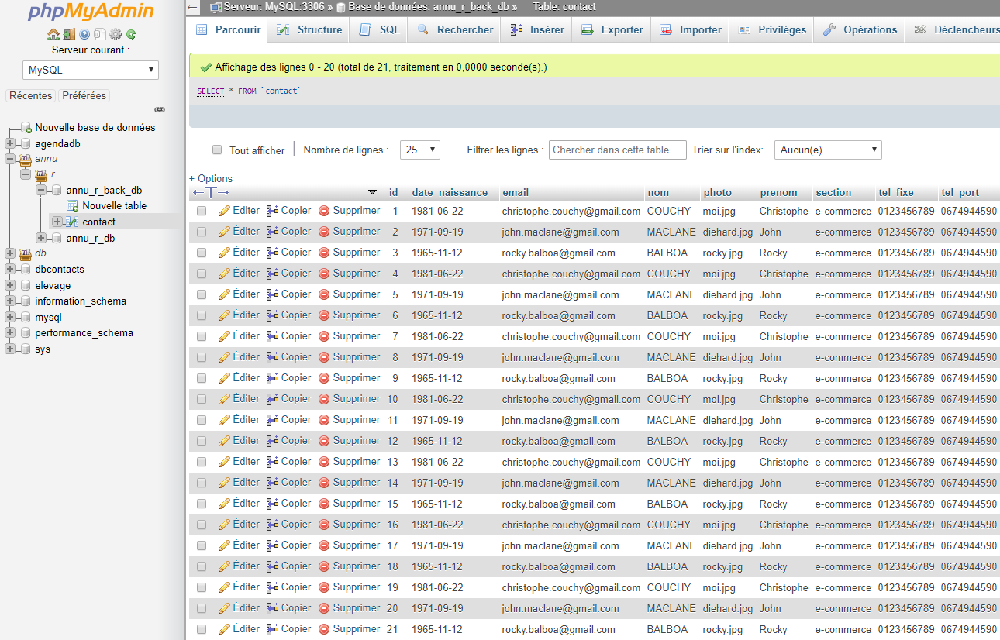 phpMyAdmin
Serveur courant :
MySQL
Récentes Préférées
Nouvelle base de données
agendadb
annu
r
annu_r_back_db
Nouvelle table
contact
annu_r_db
db
dbcontacts
elevage
information_schema
mysql
performance_schema
sys
Serveur: MySQL:3306 » Base de données: annu_r_back_db » Table: contact
Parcourir Structure SQL Rechercher Insérer Exporter Importer Privilèges Opérations Déclencheurs
Affichage des lignes 0 - 20 (total de 21, traitement en 0,0000 seconde(s).)
SELECT * FROM `contact`
Tout afficher Nombre de lignes : 25 Filtrer les lignes : Chercher dans cette table Trier sur l'index: Aucun(e)
+ Options
←T→ id date_naissance email nom photo prenom section tel_fixe tel_port
Éditer Copier Supprimer 1 1981-06-22 christophe.couchy@gmail.com COUCHY moi.jpg Christophe e-commerce 0123456789 0674944590
Éditer Copier Supprimer 2 1971-09-19 john.maclane@gmail.com MACLANE diehard.jpg John e-commerce 0123456789 0674944590
Éditer Copier Supprimer 3 1965-11-12 rocky.balboa@gmail.com BALBOA rocky.jpg Rocky e-commerce 0123456789 0674944590
Éditer Copier Supprimer 4 1981-06-22 christophe.couchy@gmail.com COUCHY moi.jpg Christophe e-commerce 0123456789 0674944590
Éditer Copier Supprimer 5 1971-09-19 john.maclane@gmail.com MACLANE diehard.jpg John e-commerce 0123456789 0674944590
Éditer Copier Supprimer 6 1965-11-12 rocky.balboa@gmail.com BALBOA rocky.jpg Rocky e-commerce 0123456789 0674944590
Éditer Copier Supprimer 7 1981-06-22 christophe.couchy@gmail.com COUCHY moi.jpg Christophe e-commerce 0123456789 0674944590
Éditer Copier Supprimer 8 1971-09-19 john.maclane@gmail.com MACLANE diehard.jpg John e-commerce 0123456789 0674944590
Éditer Copier Supprimer 9 1965-11-12 rocky.balboa@gmail.com BALBOA rocky.jpg Rocky e-commerce 0123456789 0674944590
Éditer Copier Supprimer 10 1981-06-22 christophe.couchy@gmail.com COUCHY moi.jpg Christophe e-commerce 0123456789 0674944590
Éditer Copier Supprimer 11 1971-09-19 john.maclane@gmail.com MACLANE diehard.jpg John e-commerce 0123456789 0674944590
Éditer Copier Supprimer 12 1965-11-12 rocky.balboa@gmail.com BALBOA rocky.jpg Rocky e-commerce 0123456789 0674944590
Éditer Copier Supprimer 13 1981-06-22 christophe.couchy@gmail.com COUCHY moi.jpg Christophe e-commerce 0123456789 0674944590
Éditer Copier Supprimer 14 1971-09-19 john.maclane@gmail.com MACLANE diehard.jpg John e-commerce 0123456789 0674944590
Éditer Copier Supprimer 15 1965-11-12 rocky.balboa@gmail.com BALBOA rocky.jpg Rocky e-commerce 0123456789 0674944590
Éditer Copier Supprimer 16 1981-06-22 christophe.couchy@gmail.com COUCHY moi.jpg Christophe e-commerce 0123456789 0674944590
Éditer Copier Supprimer 17 1971-09-19 john.maclane@gmail.com MACLANE diehard.jpg John e-commerce 0123456789 0674944590
Éditer Copier Supprimer 18 1965-11-12 rocky.balboa@gmail.com BALBOA rocky.jpg Rocky e-commerce 0123456789 0674944590
Éditer Copier Supprimer 19 1981-06-22 christophe.couchy@gmail.com COUCHY moi.jpg Christophe e-commerce 0123456789 0674944590
Éditer Copier Supprimer 20 1971-09-19 john.maclane@gmail.com MACLANE diehard.jpg John e-commerce 0123456789 0674944590
Éditer Copier Supprimer 21 1965-11-12 rocky.balboa@gmail.com BALBOA rocky.jpg Rocky e-commerce 0123456789 0674944590